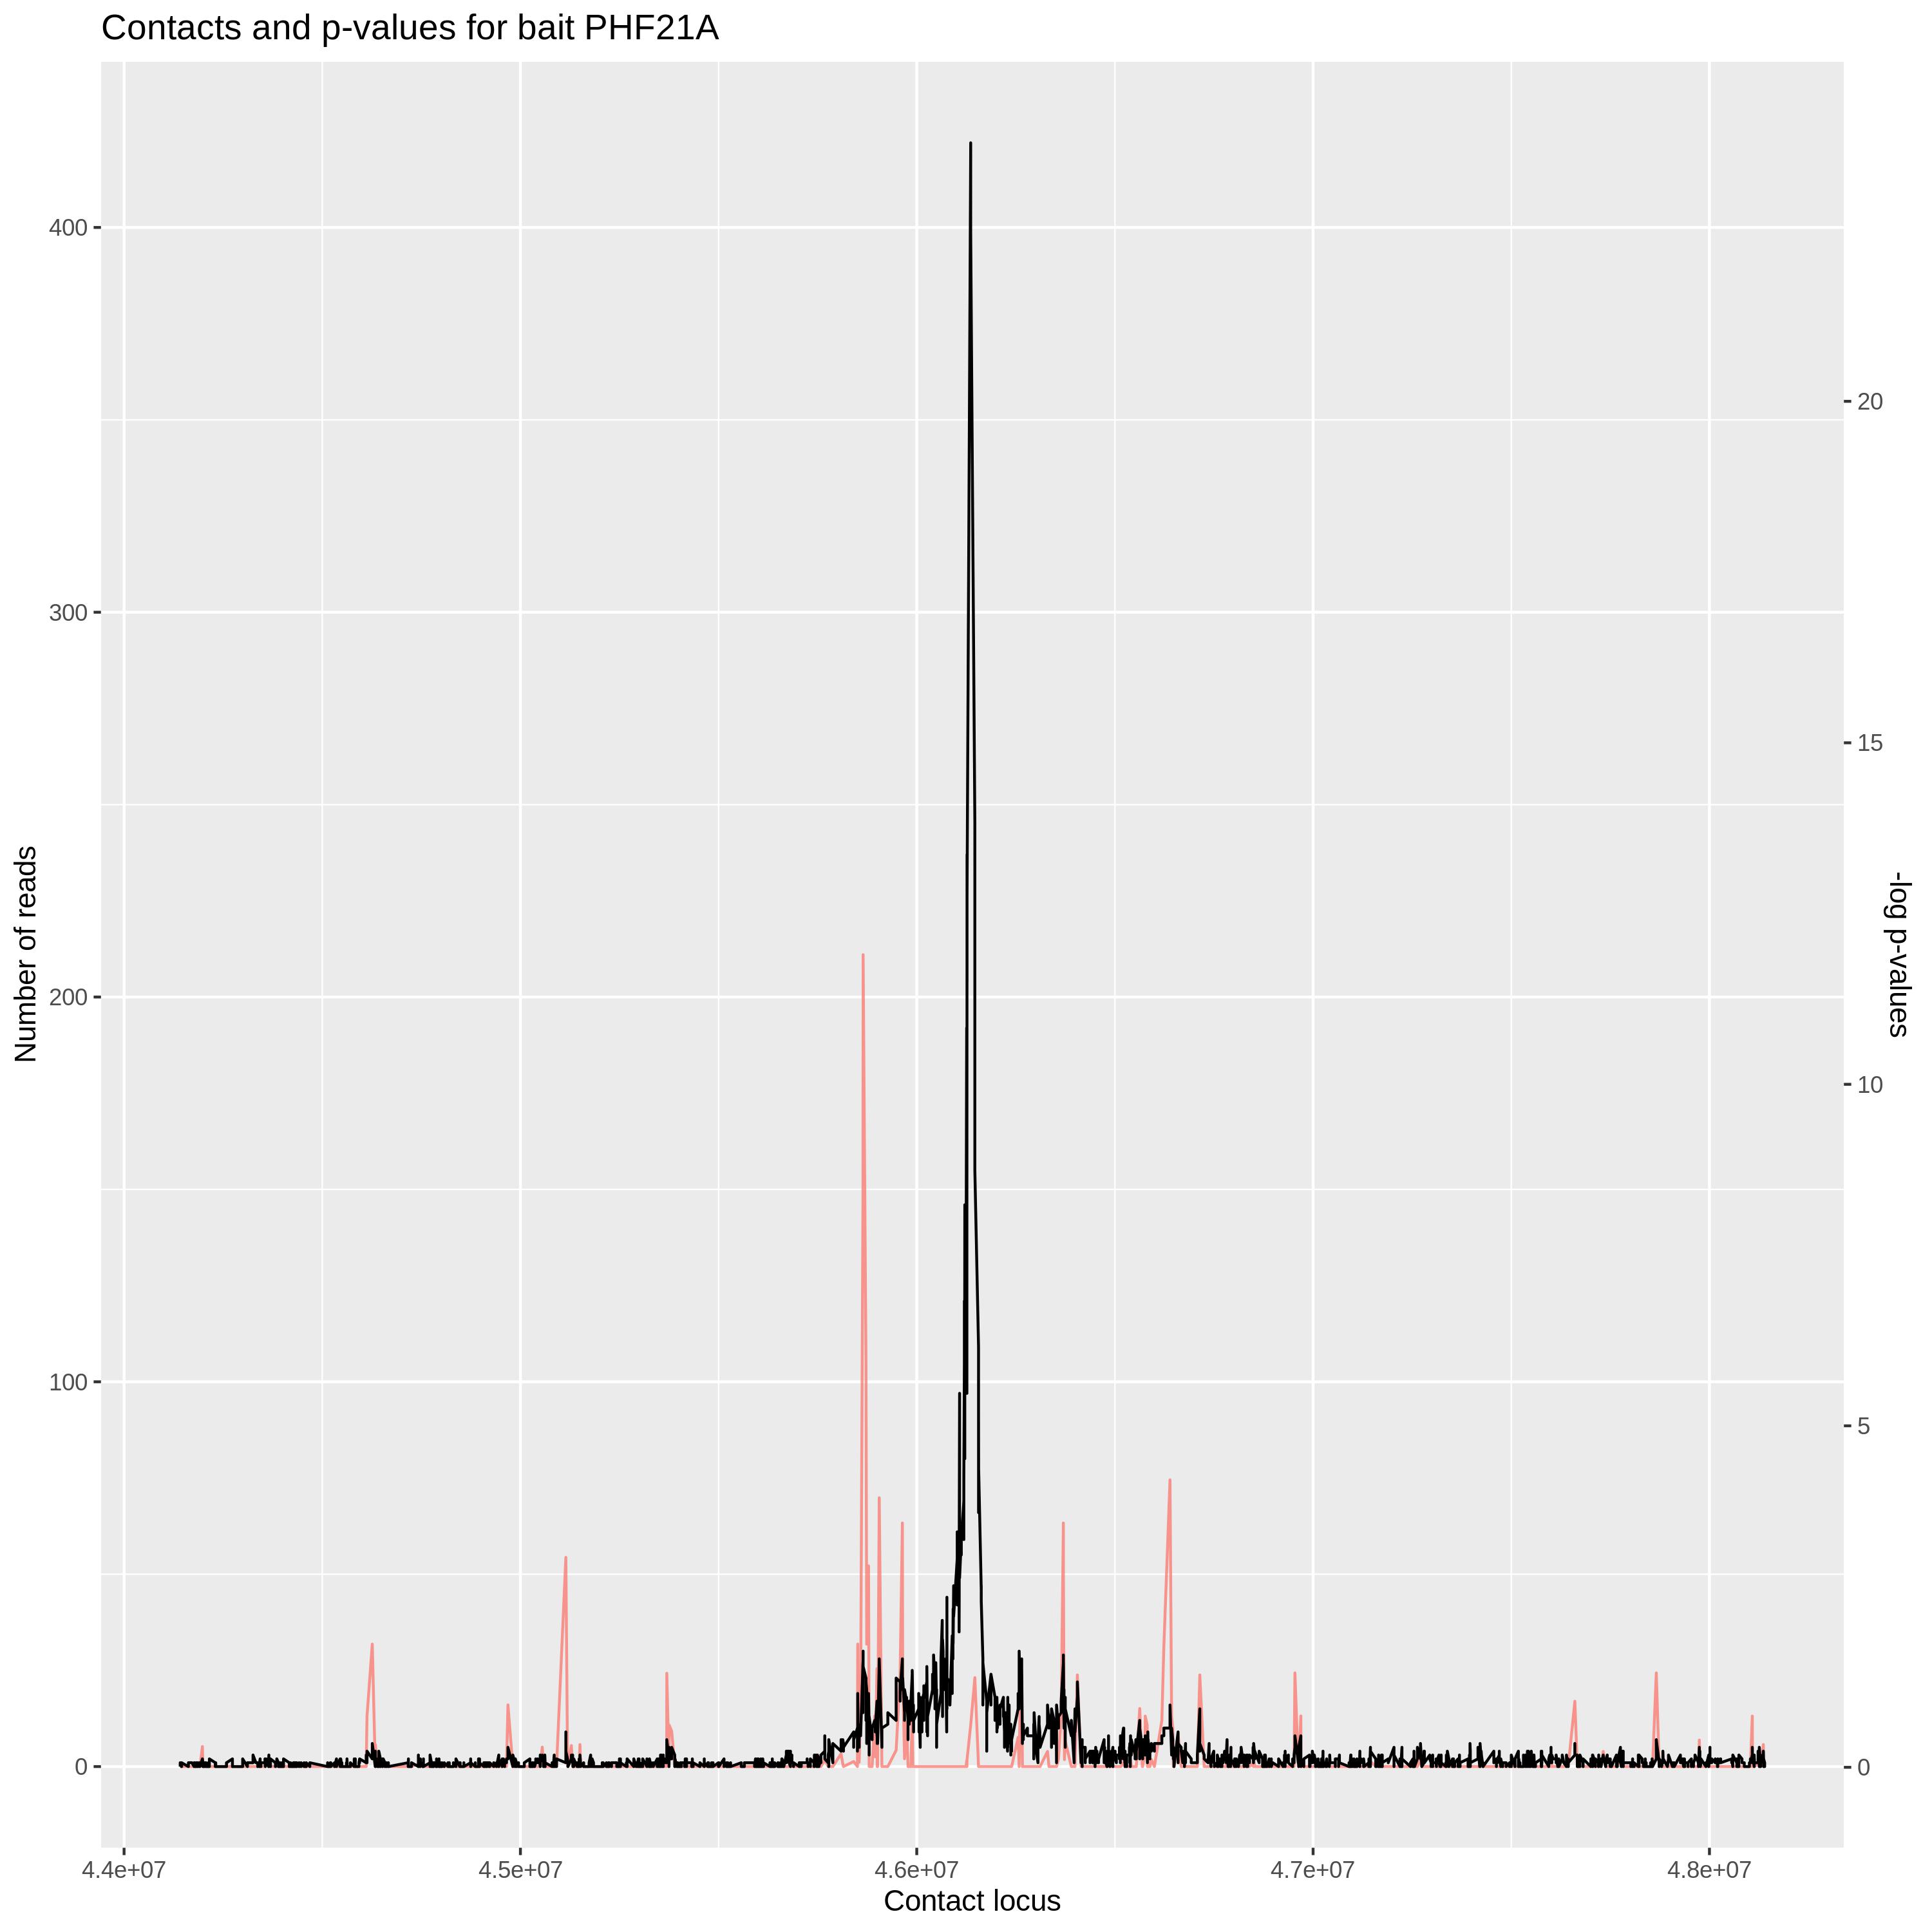 Contacts and p-values for bait PHF21A
400
300
200
100
0
Number of reads
20
15
10
5
0
-log p-values
4.4e+07
4.5e+07
4.6e+07
4.7e+07
4.8e+07
Contact locus